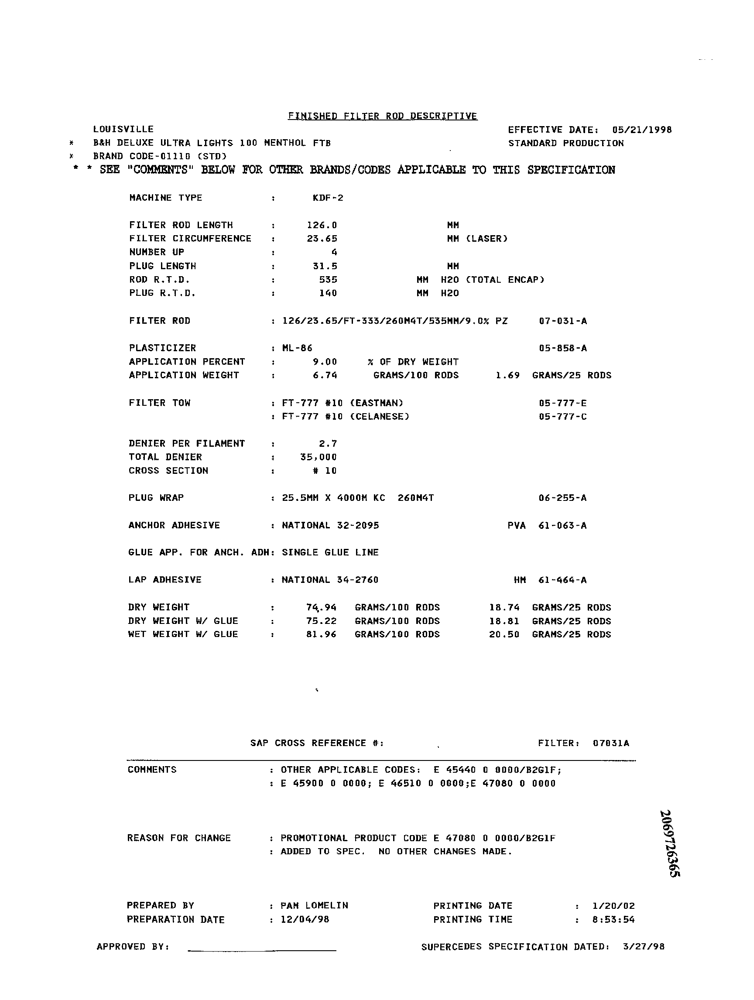 FINISHED FILTER ROD DESCRIPTIVE
LOUISVILLE EFFECTIVE DATE: 05/21/1998
* B&H DELUXE ULTRA LIGHTS 100 MENTHOL FTB STANDARD PRODUCTION
* BRAND CODE-01110 (STD)
* * SEE "COMMENTS" BELOW FOR OTHER BRANDS/CODES APPLICABLE TO THIS SPECIFICATION
MACHINE TYPE : KDF-2
FILTER ROD LENGTH : 126.0 MM
FILTER CIRCUMFERENCE : 23.65 MM (LASER)
NUMBER UP : 4
PLUG LENGTH : 31.5 MM
ROD R.T.D. : 535 MM H2O (TOTAL ENCAP)
PLUG R.T.D. : 140 MM H2O
FILTER ROD : 126/23.65/FT-333/260M4T/535MM/9.0% PZ 07-031-A
PLASTICIZER : ML-86 05-858-A
APPLICATION PERCENT : 9.00 % OF DRY WEIGHT
APPLICATION WEIGHT : 6.74 GRAMS/100 RODS 1.69 GRAMS/25 RODS
FILTER TOW : FT-777 #10 (EASTMAN) 05-777-E
: FT-777 #10 (CELANESE) 05-777-C
DENIER PER FILAMENT : 2.7
TOTAL DENIER : 35,000
CROSS SECTION : # 10
PLUG WRAP : 25.5MM X 4000M KC 260M4T 06-255-A
ANCHOR ADHESIVE : NATIONAL 32-2095 PVA 61-063-A
GLUE APP. FOR ANCH. ADH: SINGLE GLUE LINE
LAP ADHESIVE : NATIONAL 34-2760 HM 61-464-A
DRY WEIGHT : 74.94 GRAMS/100 RODS 18.74 GRAMS/25 RODS
DRY WEIGHT W/ GLUE : 75.22 GRAMS/100 RODS 18.81 GRAMS/25 RODS
WET WEIGHT W/ GLUE : 81.96 GRAMS/100 RODS 20.50 GRAMS/25 RODS
SAP CROSS REFERENCE #: FILTER: 07031A
COMMENTS : OTHER APPLICABLE CODES: E 45440 0 0000/B2G1F;
: E 45900 0 0000; E 46510 0 0000;E 47080 0 0000
REASON FOR CHANGE : PROMOTIONAL PRODUCT CODE E 47080 0 0000/B2G1F
: ADDED TO SPEC. NO OTHER CHANGES MADE.
2069726365
PREPARED BY : PAM LOMELIN PRINTING DATE : 1/20/02
PREPARATION DATE : 12/04/98 PRINTING TIME : 8:53:54
APPROVED BY: SUPERCEDES SPECIFICATION DATED: 3/27/98